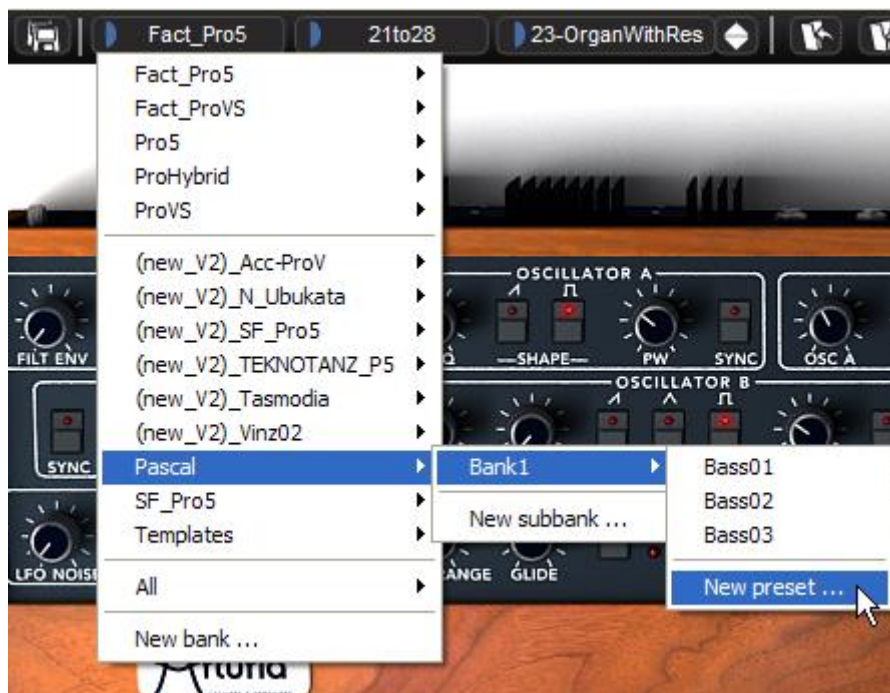 Fact_Pro5 21to28 23-OrganWithRes
Fact_Pro5
Fact_ProVS
Pro5
ProHybrid
ProVS
(new_V2)_Acc-ProV
(new_V2)_N_Ubukata
(new_V2)_SF_Pro5
(new_V2)_TEKNOTANZ_P5
(new_V2)_Tasmodia
(new_V2)_Vinz02
Pascal
SF_Pro5
Templates
All
New bank ...
Bank1
New subbank ...
Bass01
Bass02
Bass03
New preset ...
OSCILLATOR A
FILT ENV
SHAPE PW SYNC OSC A
OSCILLATOR B
SYNC
LFO NOIS
GLIDE